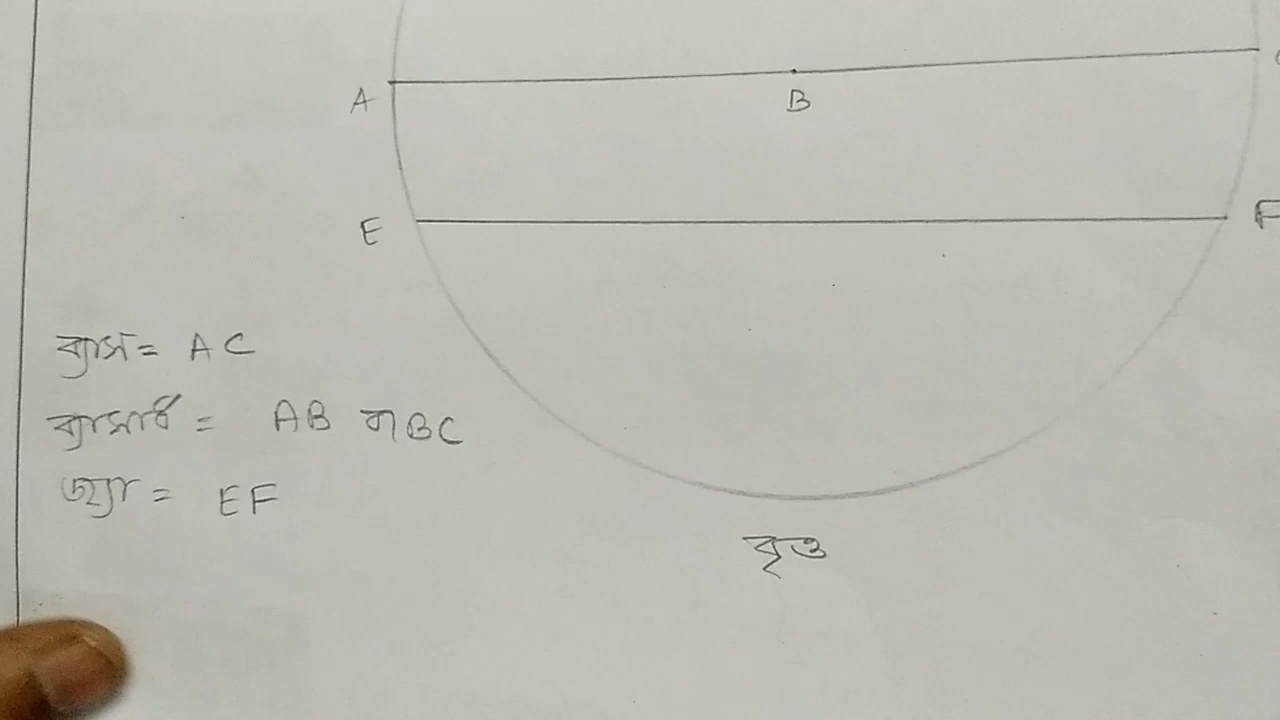 A
B
E
F
ব্যাস = AC
ব্যাসার্ধ = AB বা BC
জ্যা = EF
বৃত্ত